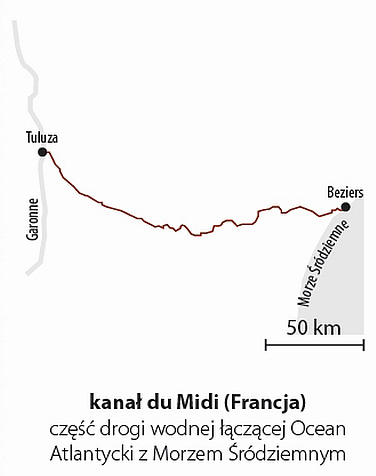 Tuluza
Garonne
Beziers
Morze Śródziemne
50 km
kanał du Midi (Francja)
część drogi wodnej łączącej Ocean
Atlantycki z Morzem Śródziemnym